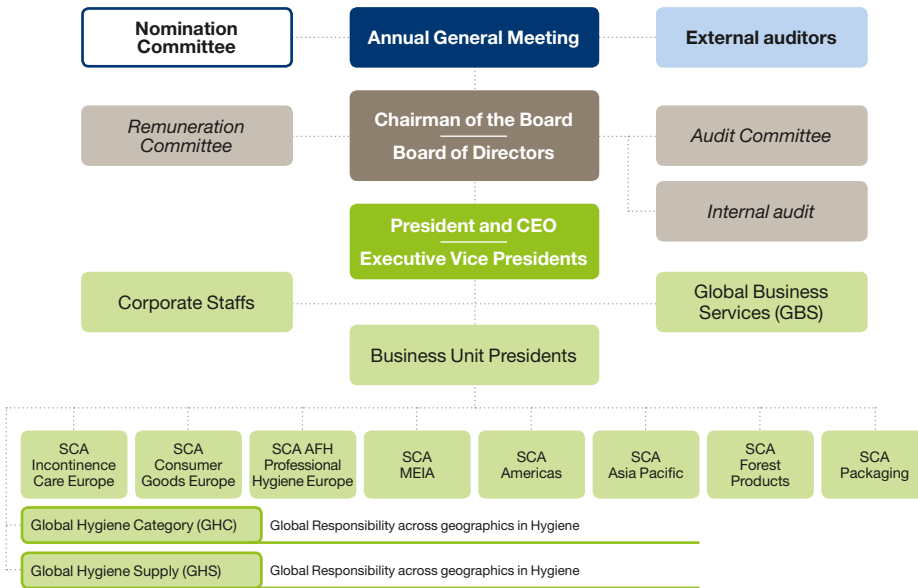 Nomination
Committee
Annual General Meeting
External auditors
Remuneration
Committee
Chairman of the Board
Board of Directors
Audit Committee
Internal audit
President and CEO
Executive Vice Presidents
Corporate Staffs
Global Business
Services (GBS)
Business Unit Presidents
SCA
Incontinence
Care Europe
SCA
Consumer
Goods Europe
SCA AFH
Professional
Hygiene Europe
SCA
MEIA
SCA
Americas
SCA
Asia Pacific
SCA
Forest
Products
SCA
Packaging
Global Hygiene Category (GHC)
Global Responsibility across geographics in Hygiene
Global Hygiene Supply (GHS)
Global Responsibility across geographics in Hygiene